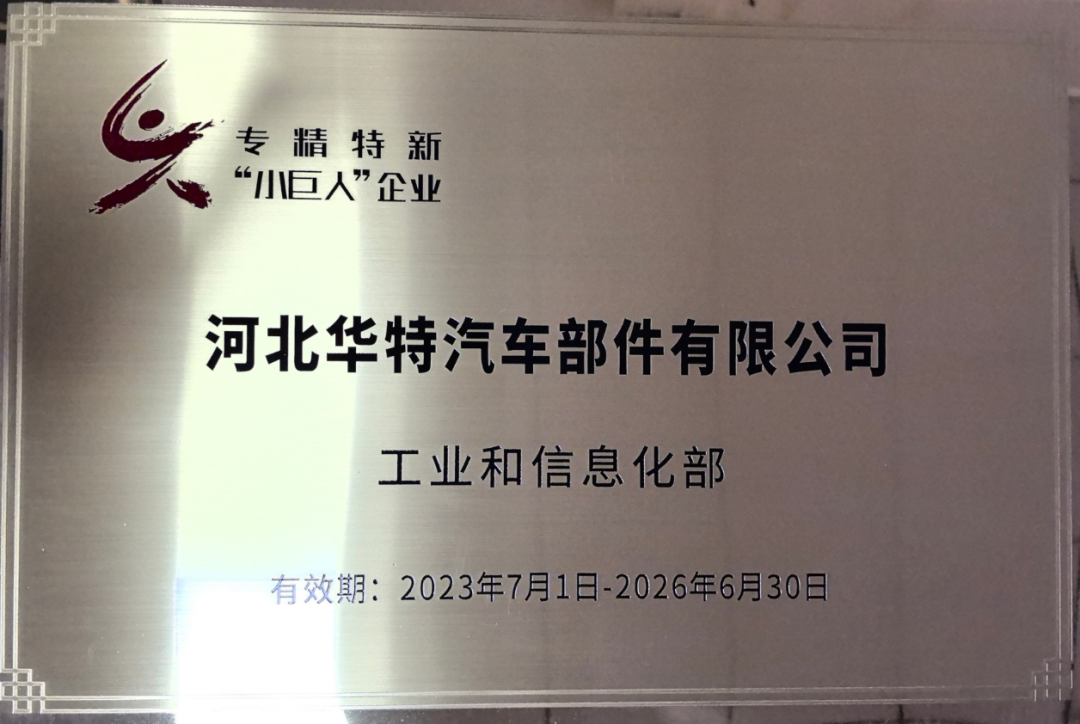 专精特新
“小巨人”企业
河北华特汽车部件有限公司
工业和信息化部
有效期：2023年7月1日-2026年6月30日